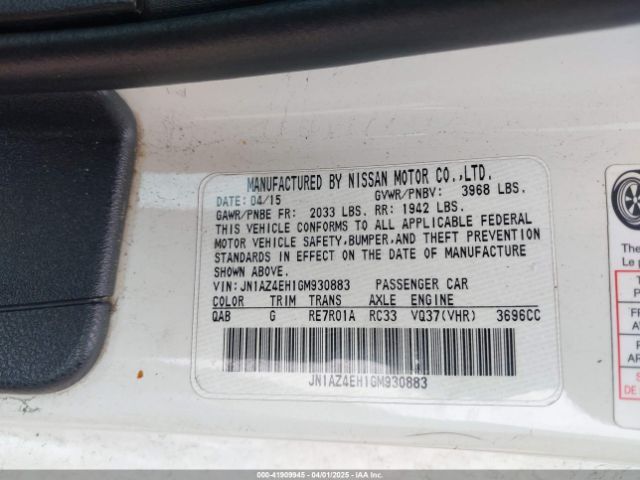 MANUFACTURED BY NISSAN MOTOR CO.,LTD.
DATE: 04/15 GVWR/PNBV: 3968 LBS.
GAWR/PNBE FR: 2033 LBS. RR: 1942 LBS.
THIS VEHICLE CONFORMS TO ALL APPLICABLE FEDERAL
MOTOR VEHICLE SAFETY,BUMPER,AND THEFT PREVENTION
STANDARDS IN EFFECT ON THE DATE OF MANUFACTURE
SHOWN ABOVE.
VIN: JN1AZ4EH1GM930883 PASSENGER CAR
COLOR TRIM TRANS AXLE ENGINE
QAB G RE7R01A RC33 VQ37(VHR) 3696CC
JN1AZ4EH1GM930883
The
Le p
000-41909945 04/01/2025 Copart